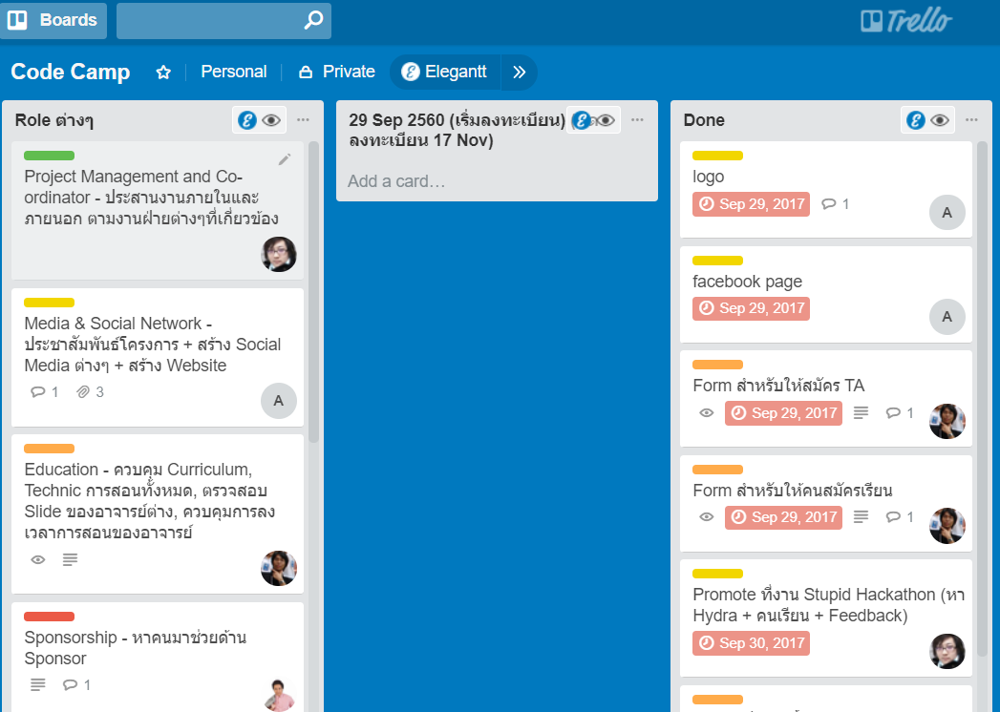 Boards
Trello
Code Camp
Personal
Private
Elegantt
Role ต่างๆ
Project Management and Co-
ordinator - ประสานงานภายในและ
ภายนอก ตามงานฝ่ายต่างๆที่เกี่ยวข้อง
Media & Social Network -
ประชาสัมพันธ์โครงการ + สร้าง Social
Media ต่างๆ + สร้าง Website
1 3
A
Education - ควบคุม Curriculum,
Technic การสอนทั้งหมด, ตรวจสอบ
Slide ของอาจารย์ต่าง, ควบคุมการลง
เวลาการสอนของอาจารย์
Sponsorship - หาคนมาช่วยด้าน
Sponsor
1
29 Sep 2560 (เริ่มลงทะเบียน)
ลงทะเบียน 17 Nov)
Add a card…
Done
logo
Sep 29, 2017 1
A
facebook page
Sep 29, 2017
A
Form สำหรับให้สมัคร TA
Sep 29, 2017 1
Form สำหรับให้คนสมัครเรียน
Sep 29, 2017 1
Promote ที่งาน Stupid Hackathon (หา
Hydra + คนเรียน + Feedback)
Sep 30, 2017